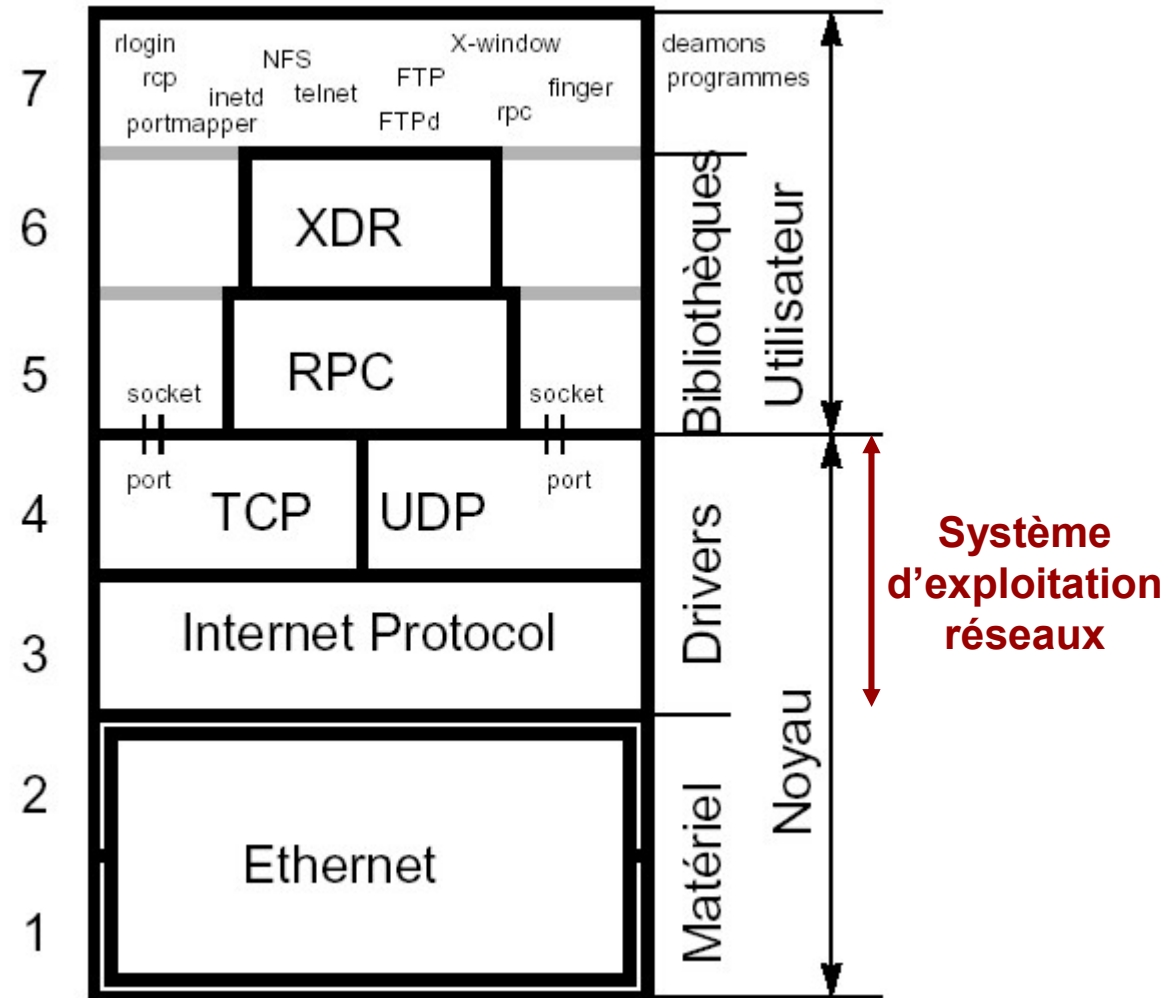 7
rlogin
rcp
NFS
inetd
telnet
portmapper
X-window
FTP
finger
FTPd
rpc
deamons
programmes
6
XDR
5
RPC
socket
socket
Bibliothèques
Utilisateur
4
port
TCP
UDP
port
3
Internet Protocol
Drivers
Système
d'exploitation
réseaux
2
Ethernet
1
Matériel
Noyau